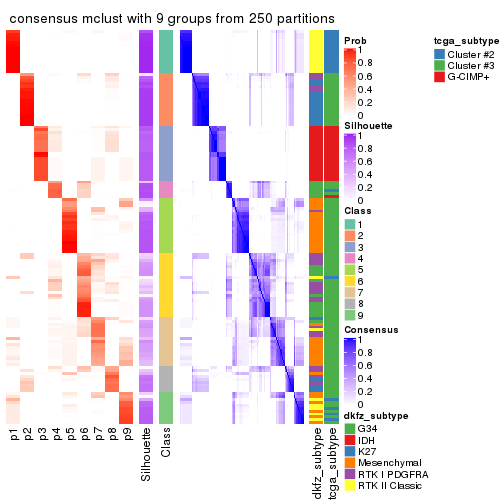 consensus mclust with 9 groups from 250 partitions
Prob
1
0.8
0.6
0.4
0.2
0
tcga_subtype
Cluster #2
Cluster #3
G-CIMP+
Silhouette
1
0.8
0.6
0.4
0.2
0
Class
1
2
3
4
5
6
7
8
9
Consensus
1
0.8
0.6
0.4
0.2
0
dkfz_subtype
G34
IDH
K27
Mesenchymal
RTK I PDGFRA
RTK II Classic
p1
p2
p3
p4
p5
p6
p7
p8
p9
Silhouette
Class
dkfz_subtype
tcga_subtype